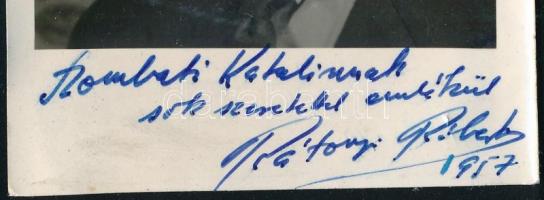 Szombati Katalinnak
sok szeretettel emlékül
Rátonyi Róbert
1957